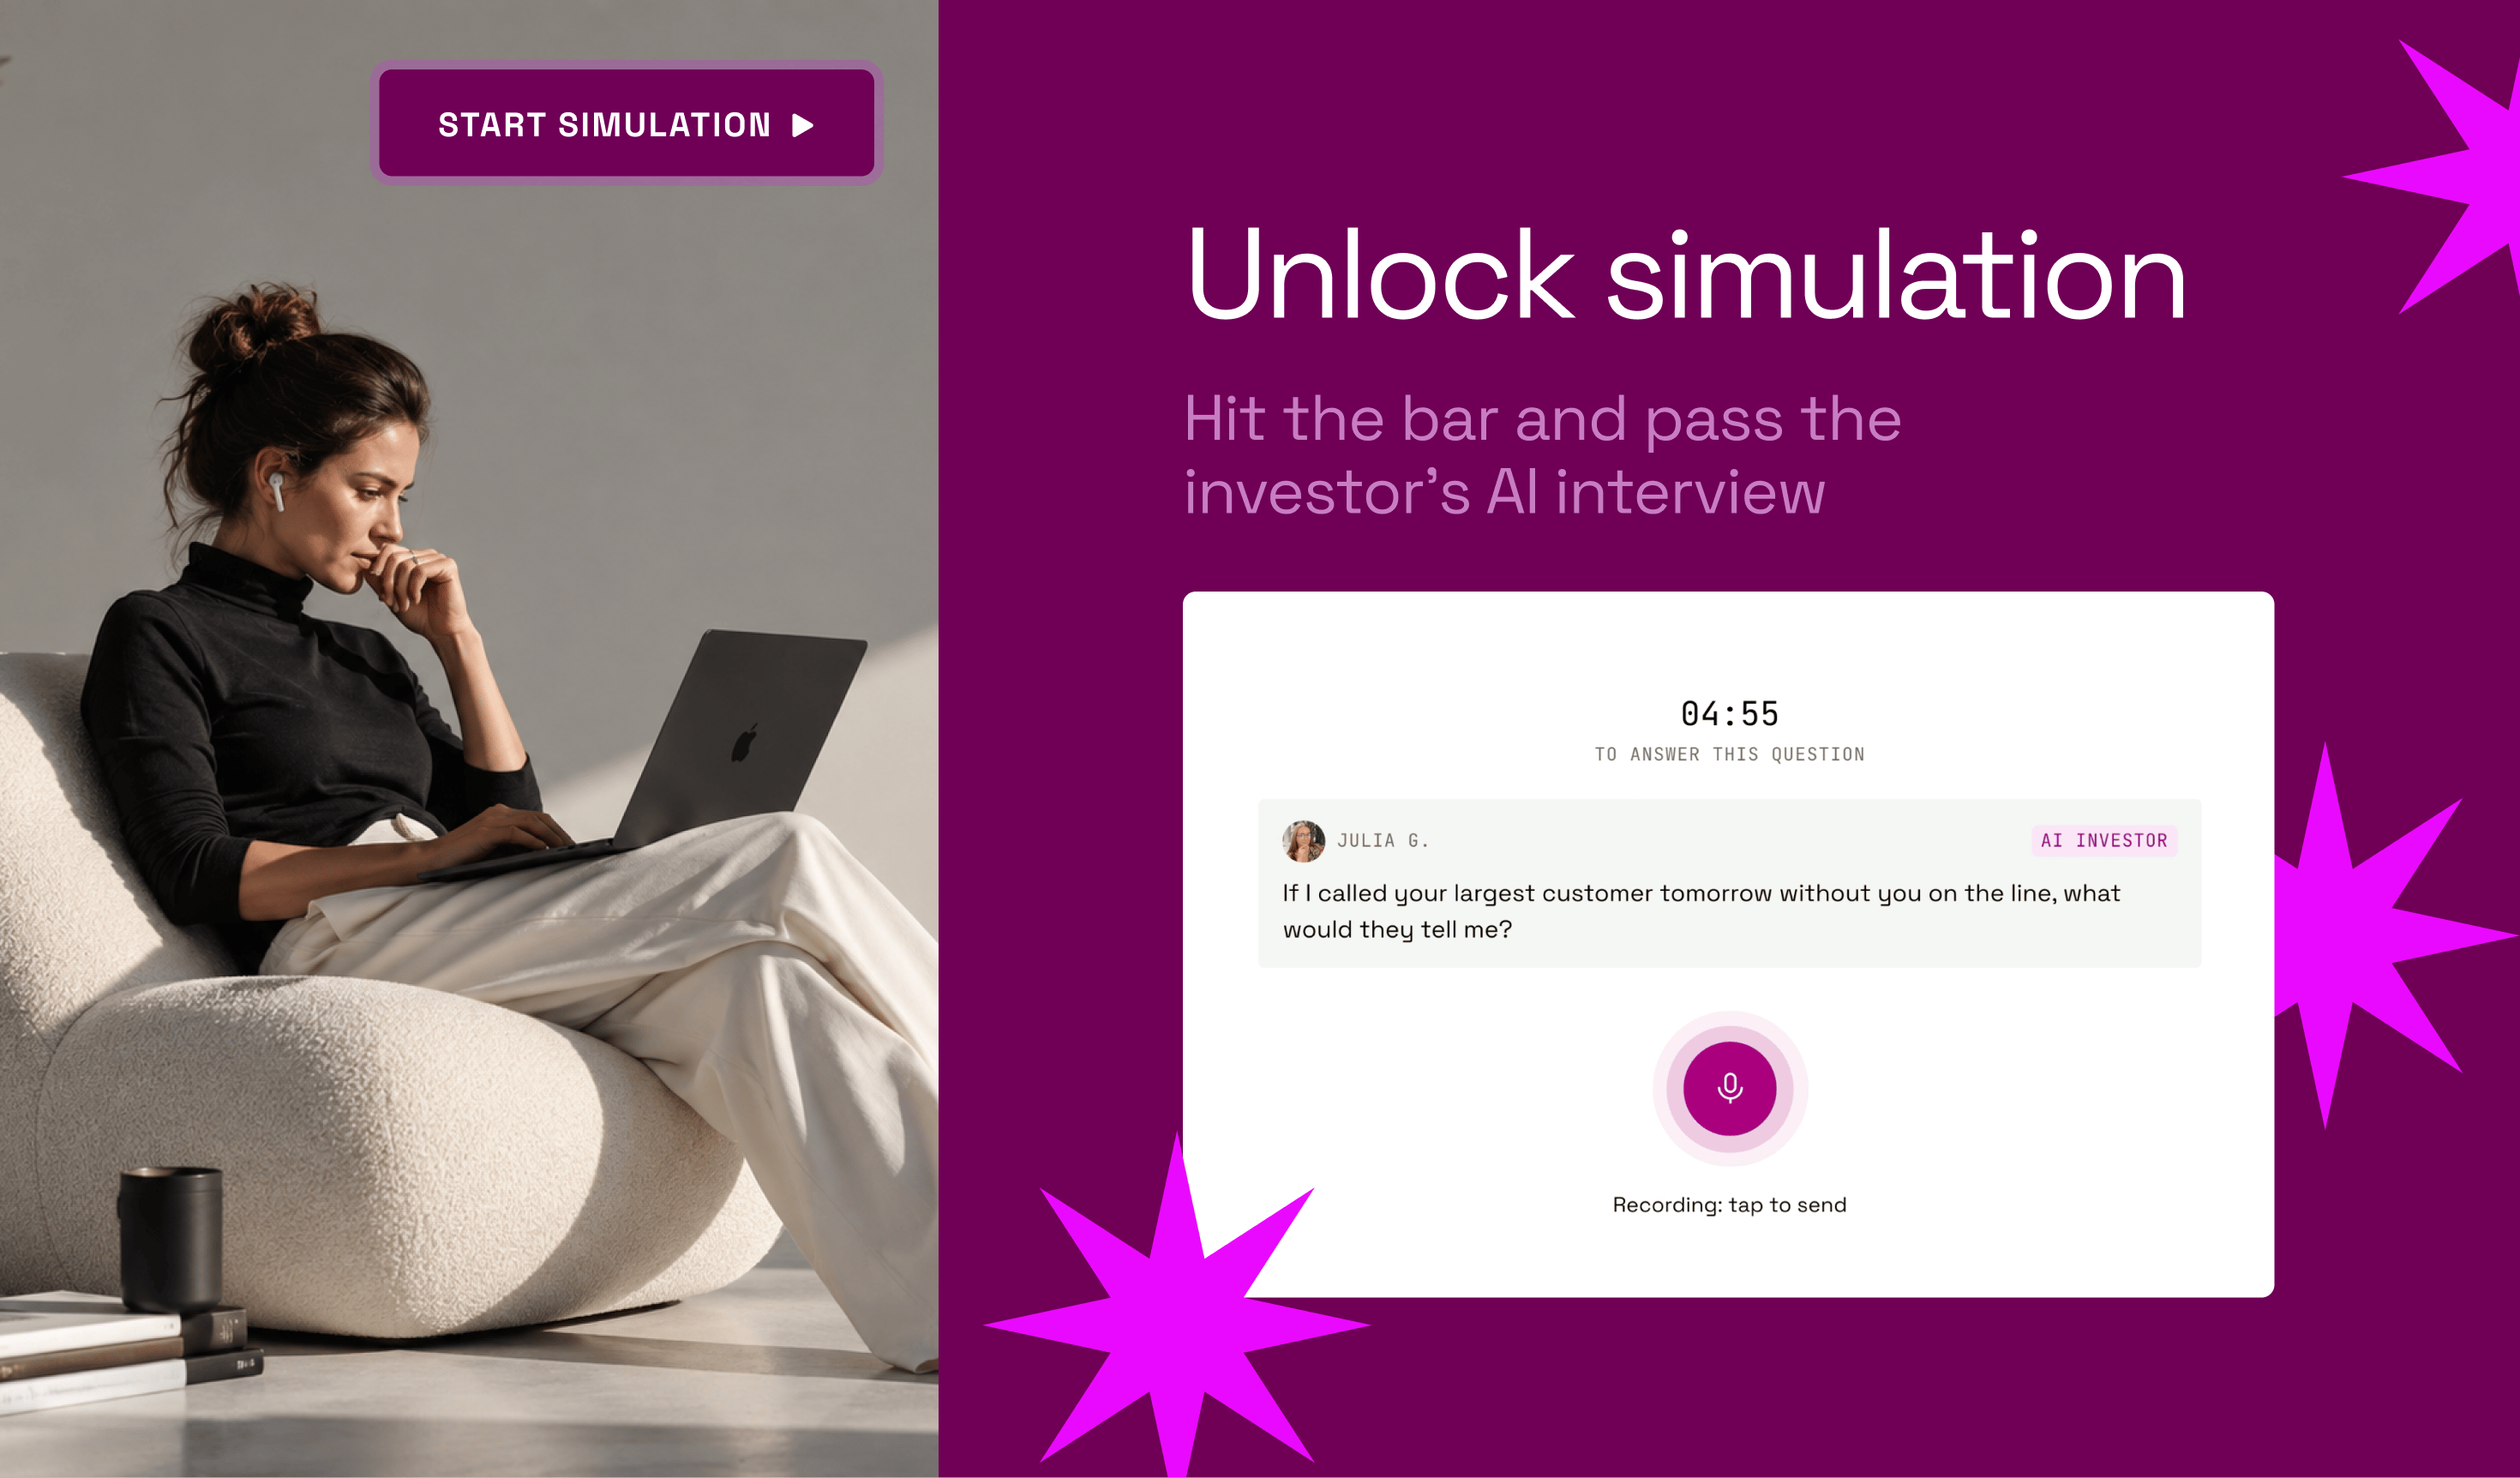 START SIMULATION
Unlock simulation
Hit the bar and pass the
investor’s AI interview
04:55
TO ANSWER THIS QUESTION
JULIA G.
AI INVESTOR
If I called your largest customer tomorrow without you on the line, what
would they tell me?
Recording: tap to send